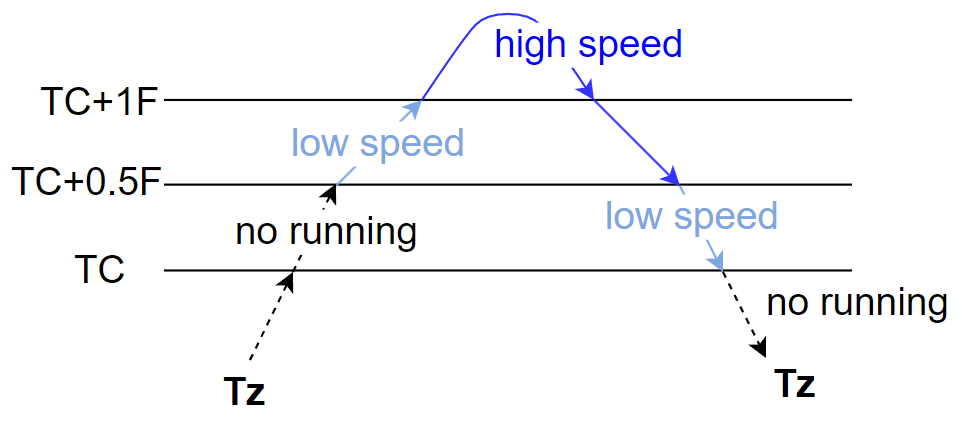 high speed
TC+1F
low speed
TC+0.5F
low speed
no running
TC
no running
Tz
Tz